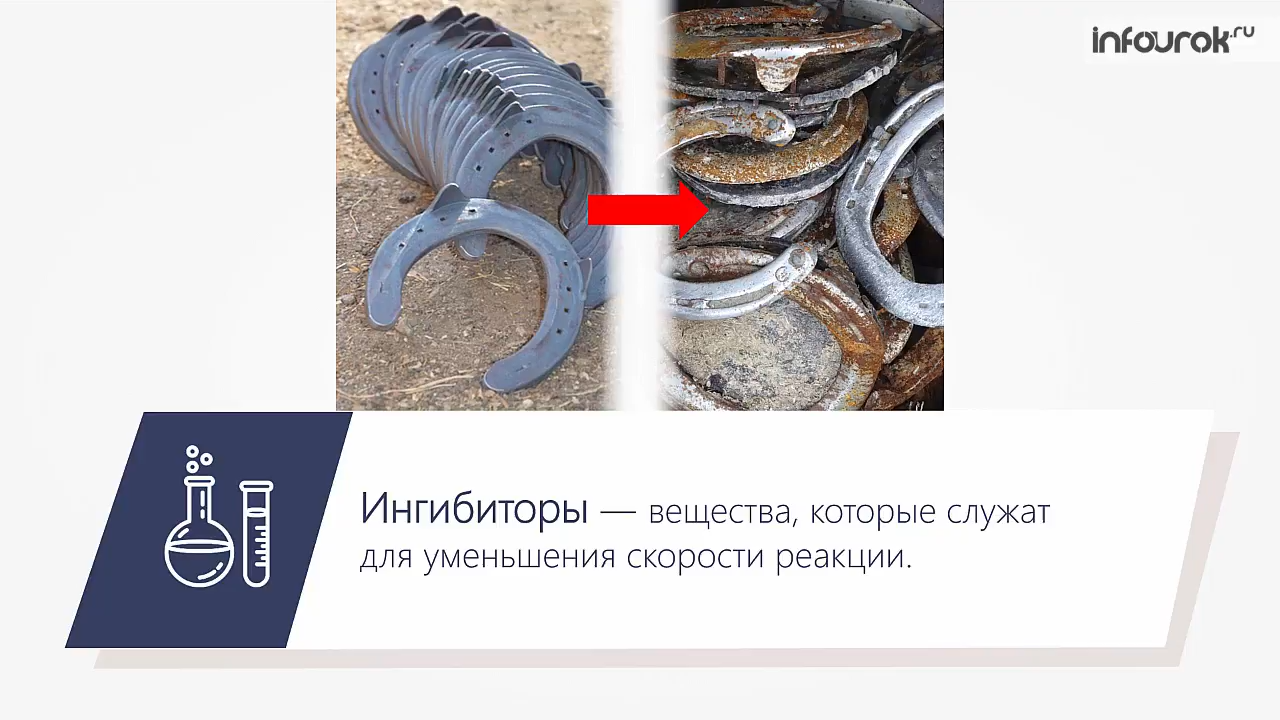 infourok.ru
Ингибиторы — вещества, которые служат
для уменьшения скорости реакции.